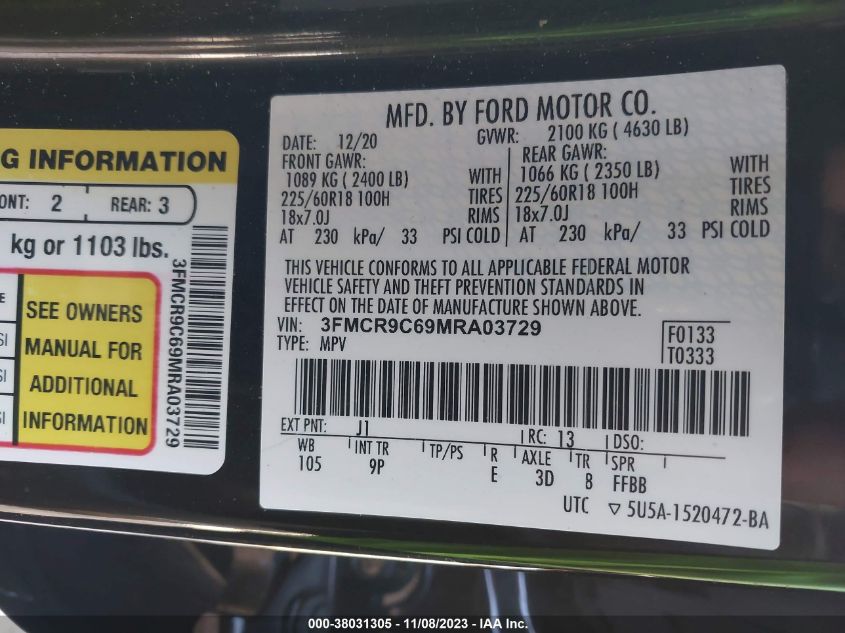 G INFORMATION
ONT: 2 REAR: 3
kg or 1103 lbs.
SEE OWNERS
MANUAL FOR
ADDITIONAL
INFORMATION
3FMCR9C69MRA03729
MFD. BY FORD MOTOR CO.
DATE: 12/20 GVWR: 2100 KG ( 4630 LB)
FRONT GAWR: REAR GAWR:
1089 KG ( 2400 LB) WITH 1066 KG ( 2350 LB) WITH
225/60R18 100H TIRES 225/60R18 100H TIRES
18x7.0J RIMS 18x7.0J RIMS
AT 230 kPa/ 33 PSI COLD AT 230 kPa/ 33 PSI COLD
THIS VEHICLE CONFORMS TO ALL APPLICABLE FEDERAL MOTOR
VEHICLE SAFETY AND THEFT PREVENTION STANDARDS IN
EFFECT ON THE DATE OF MANUFACTURE SHOWN ABOVE.
VIN: 3FMCR9C69MRA03729 F0133
TYPE: MPV T0333
EXT PNT: J1 RC: 13 DSO:
WB INT TR TP/PS R AXLE TR SPR
105 9P E 3D 8 FFBB
UTC ▽ 5U5A-1520472-BA
000-38031305 - 11/08/2023 - IAA Inc.